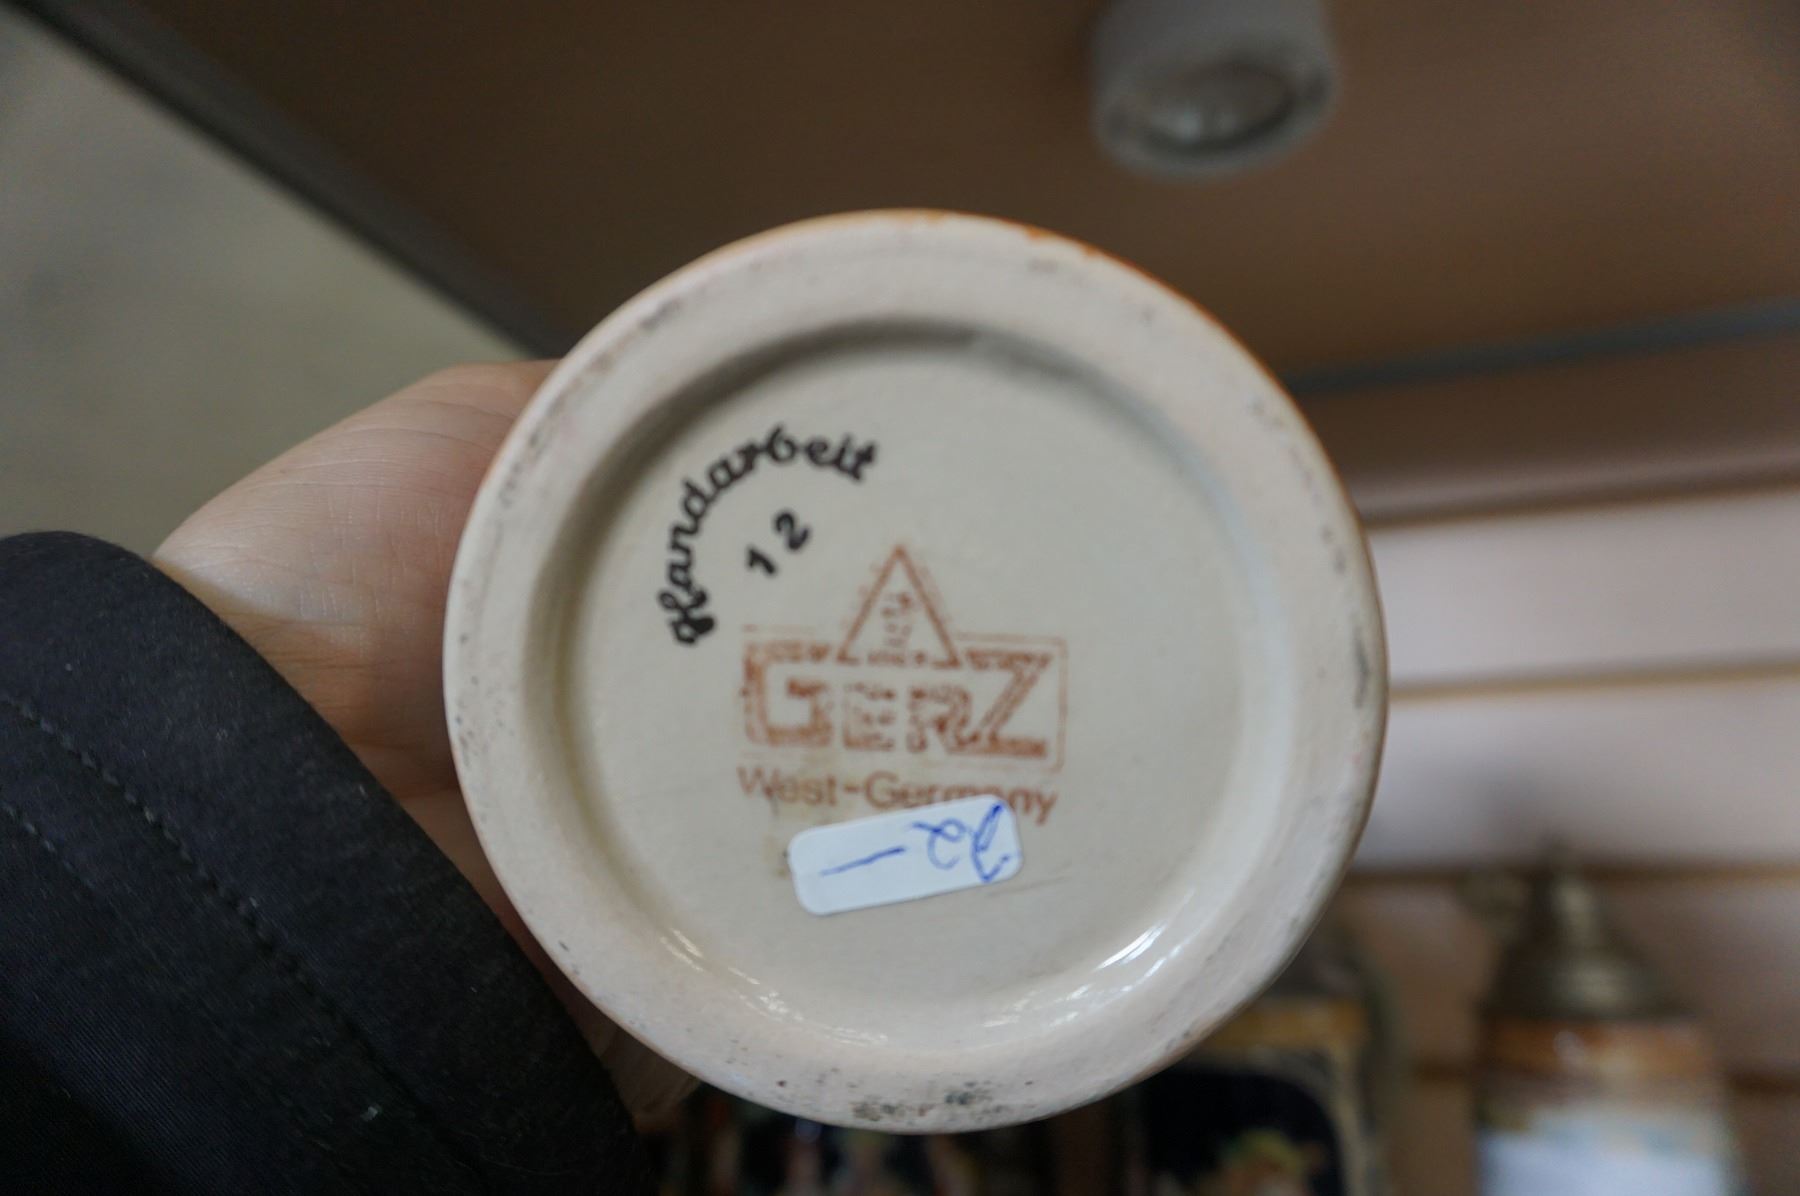 Handarbeit
12
GERZ
West-Germany